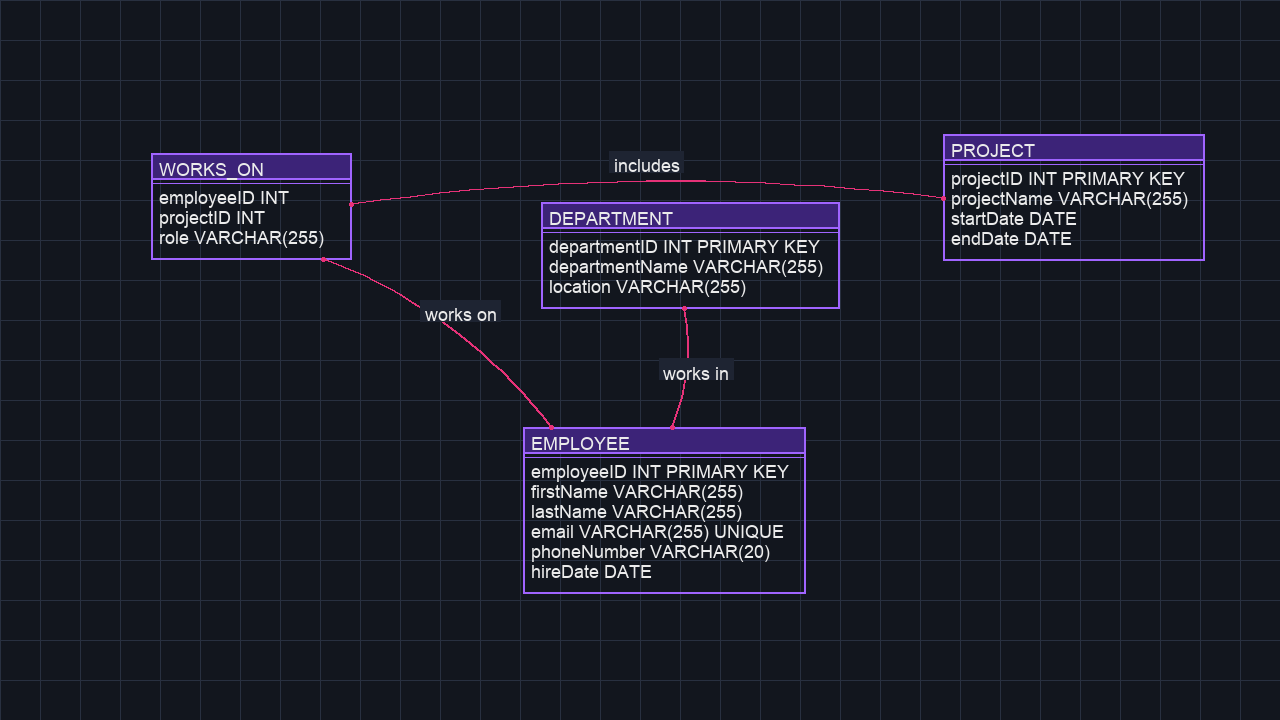 WORKS_ON
employeeID INT
projectID INT
role VARCHAR(255)
includes
PROJECT
projectID INT PRIMARY KEY
projectName VARCHAR(255)
startDate DATE
endDate DATE
DEPARTMENT
departmentID INT PRIMARY KEY
departmentName VARCHAR(255)
location VARCHAR(255)
works on
works in
EMPLOYEE
employeeID INT PRIMARY KEY
firstName VARCHAR(255)
lastName VARCHAR(255)
email VARCHAR(255) UNIQUE
phoneNumber VARCHAR(20)
hireDate DATE